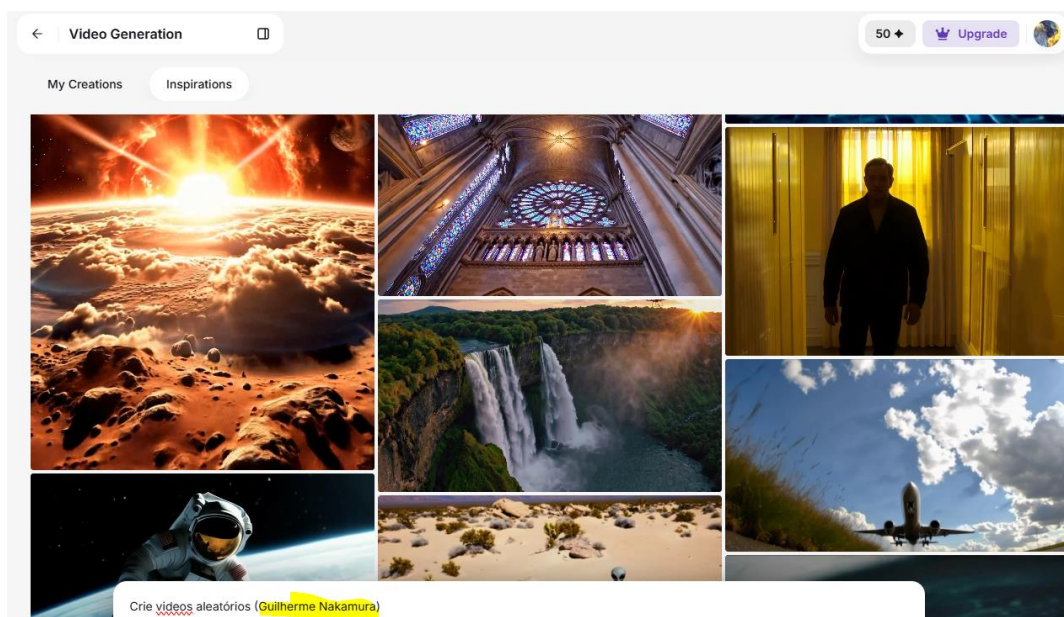 Video Generation
50 Upgrade
My Creations Inspirations
Crie videos aleatórios (Guilherme Nakamura)